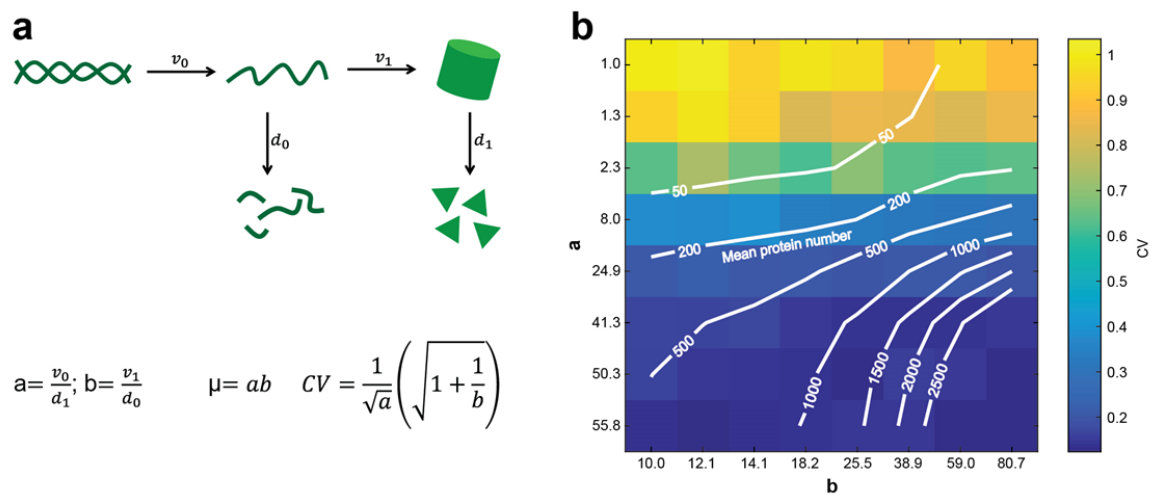 a
v₀
v₁
d₀
d₁
a= v₀/d₁; b= v₁/d₀
μ= ab
CV = 1/√a (√(1 + 1/b))
b
1.0
1.3
2.3
8.0
24.9
41.3
50.3
55.8
a
10.0
12.1
14.1
18.2
25.5
38.9
59.0
80.7
b
50
50
200
200
Mean protein number
500
500
1000
1000
1500
2000
2500
1
0.9
0.8
0.7
0.6
0.5
0.4
0.3
0.2
CV